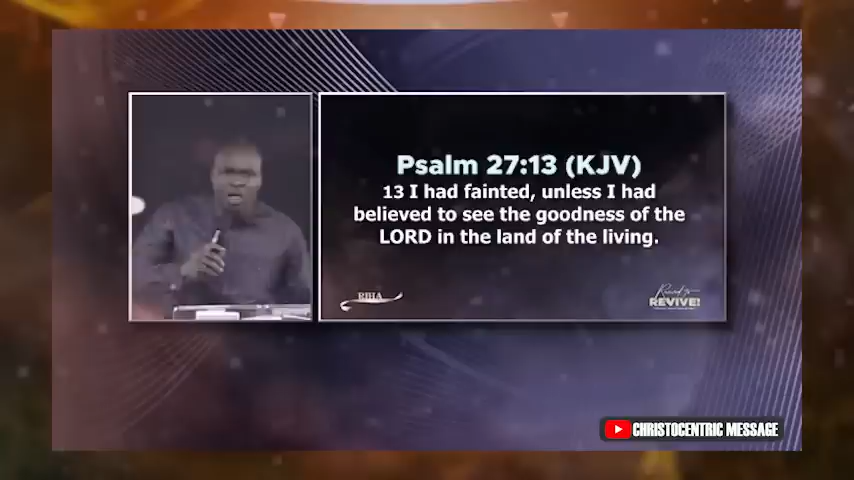 Psalm 27:13 (KJV)
13 I had fainted, unless I had
believed to see the goodness of the
LORD in the land of the living.
RIHA
REVIVE!
CHRISTOCENTRIC MESSAGE